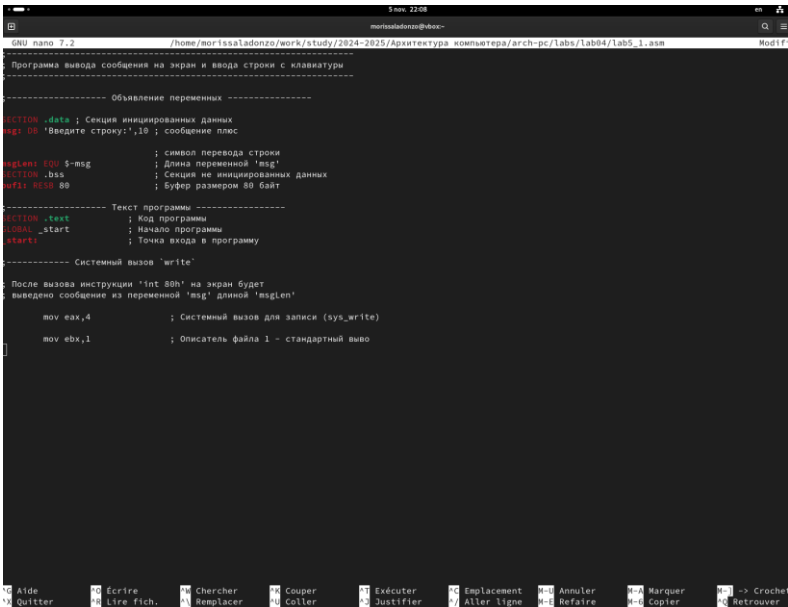 5 nov. 22:08
en
morissaladonzo@vbox:~
GNU nano 7.2 /home/morissaladonzo/work/study/2024-2025/Архитектура компьютера/arch-pc/labs/lab04/lab5_1.asm Modif
;--------------------------------------------------------
; Программа вывода сообщения на экран и ввода строки с клавиатуры
;--------------------------------------------------------
;------------------- Объявление переменных ----------------
SECTION .data ; Секция инициированных данных
msg: DB 'Введите строку:',10 ; сообщение плюс
; символ перевода строки
msgLen: EQU $-msg ; Длина переменной 'msg'
SECTION .bss ; Секция не инициированных данных
buf1: RESB 80 ; Буфер размером 80 байт
;------------------- Текст программы -----------------
SECTION .text ; Код программы
GLOBAL _start ; Начало программы
_start: ; Точка входа в программу
;------------ Cистемный вызов `write`
; После вызова инструкции 'int 80h' на экран будет
; выведено сообщение из переменной 'msg' длиной 'msgLen'
mov eax,4 ; Системный вызов для записи (sys_write)
mov ebx,1 ; Описатель файла 1 - стандартный выво
^G Aide ^O Écrire ^W Chercher ^K Couper ^T Exécuter ^C Emplacement M-U Annuler M-A Marquer M-] -> Crochet
^X Quitter ^R Lire fich. ^\ Remplacer ^U Coller ^J Justifier ^/ Aller ligne M-E Refaire M-6 Copier ^Q Retrouver